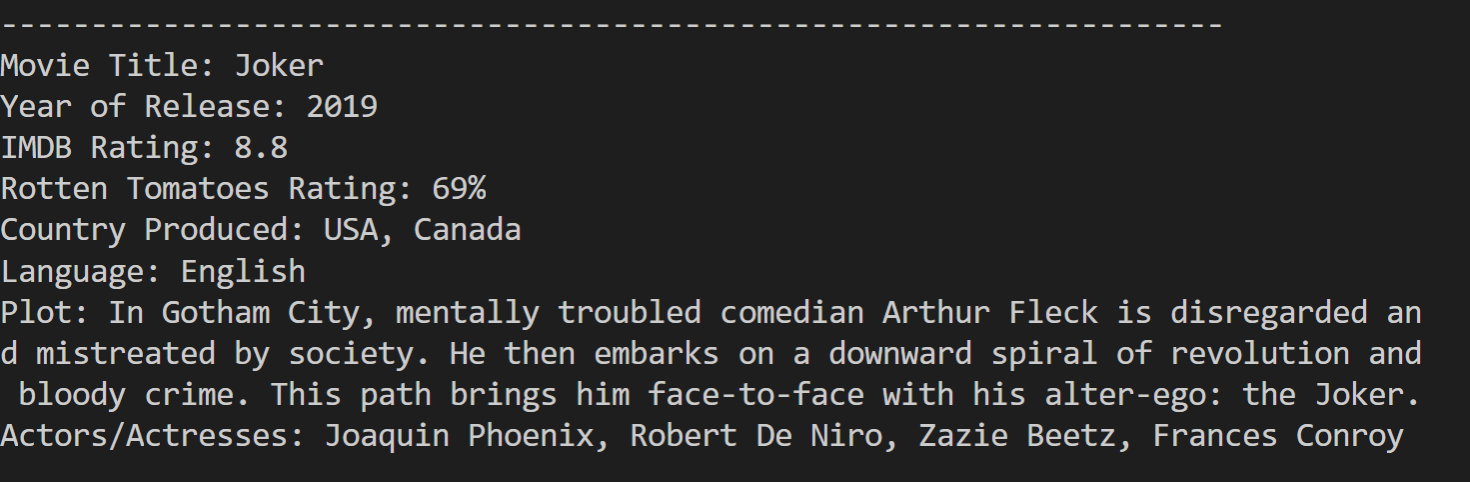 --------------------------------------------------------------------
Movie Title: Joker
Year of Release: 2019
IMDB Rating: 8.8
Rotten Tomatoes Rating: 69%
Country Produced: USA, Canada
Language: English
Plot: In Gotham City, mentally troubled comedian Arthur Fleck is disregarded an
d mistreated by society. He then embarks on a downward spiral of revolution and
 bloody crime. This path brings him face-to-face with his alter-ego: the Joker.
Actors/Actresses: Joaquin Phoenix, Robert De Niro, Zazie Beetz, Frances Conroy